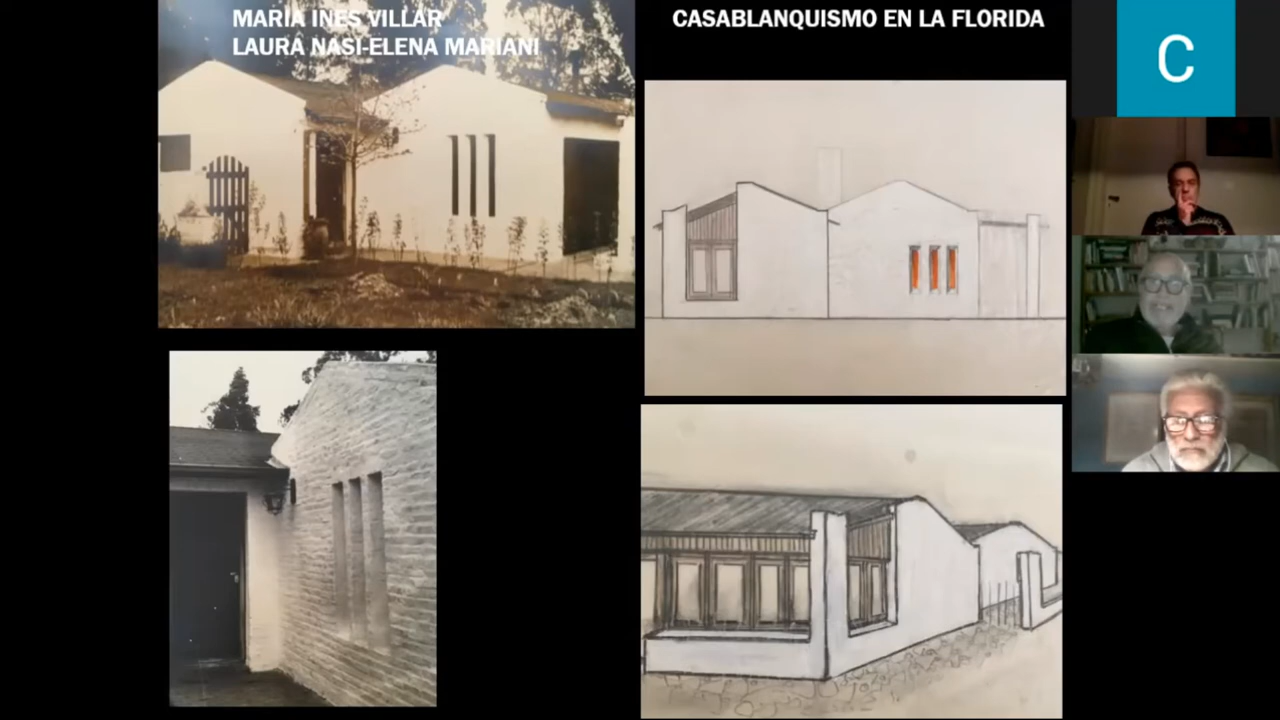 MARIA INES VILLAR
LAURA NASI-ELENA MARIANI
CASABLANQUISMO EN LA FLORIDA
C